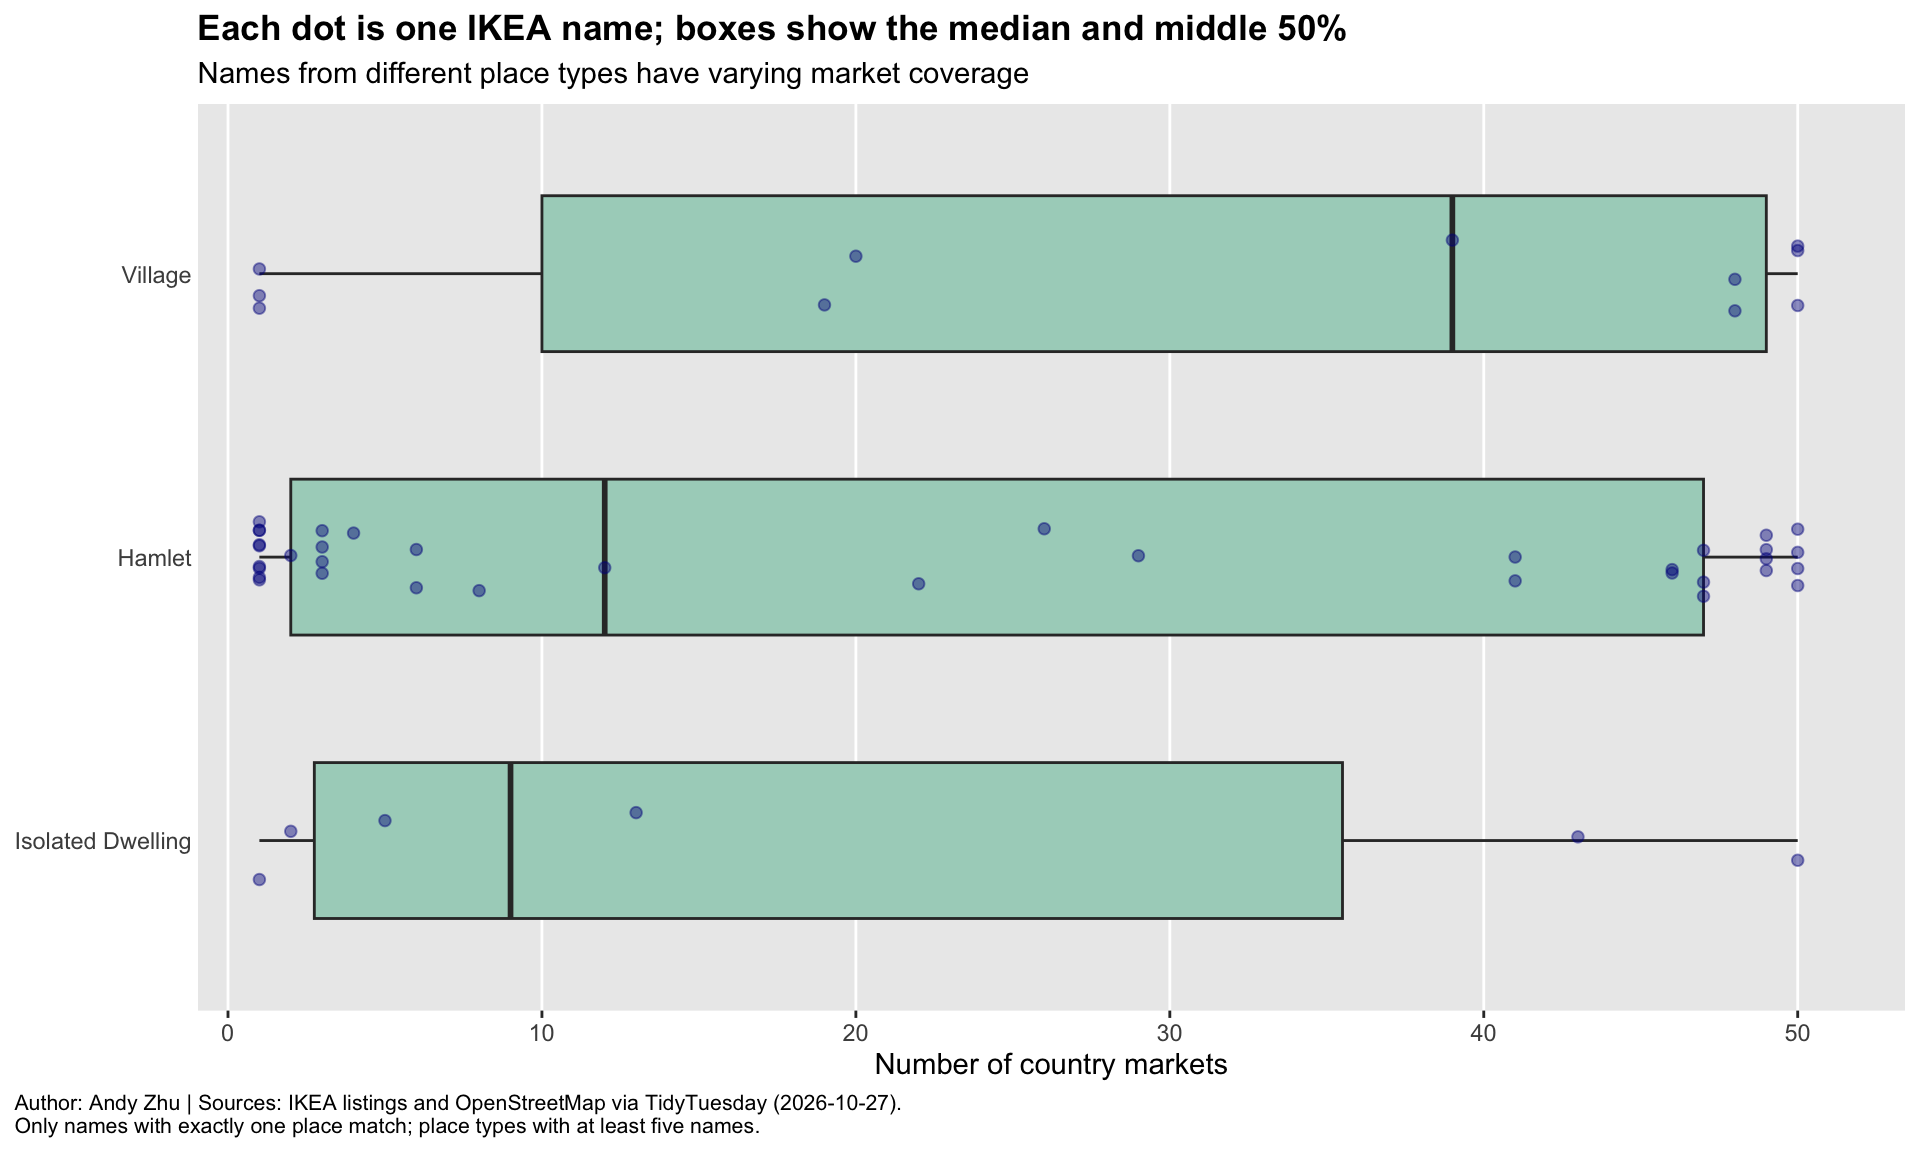 Each dot is one IKEA name; boxes show the median and middle 50%
Names from different place types have varying market coverage
Village
Hamlet
Isolated Dwelling
0 10 20 30 40 50
Number of country markets
Author: Andy Zhu | Sources: IKEA listings and OpenStreetMap via TidyTuesday (2026-10-27).
Only names with exactly one place match; place types with at least five names.